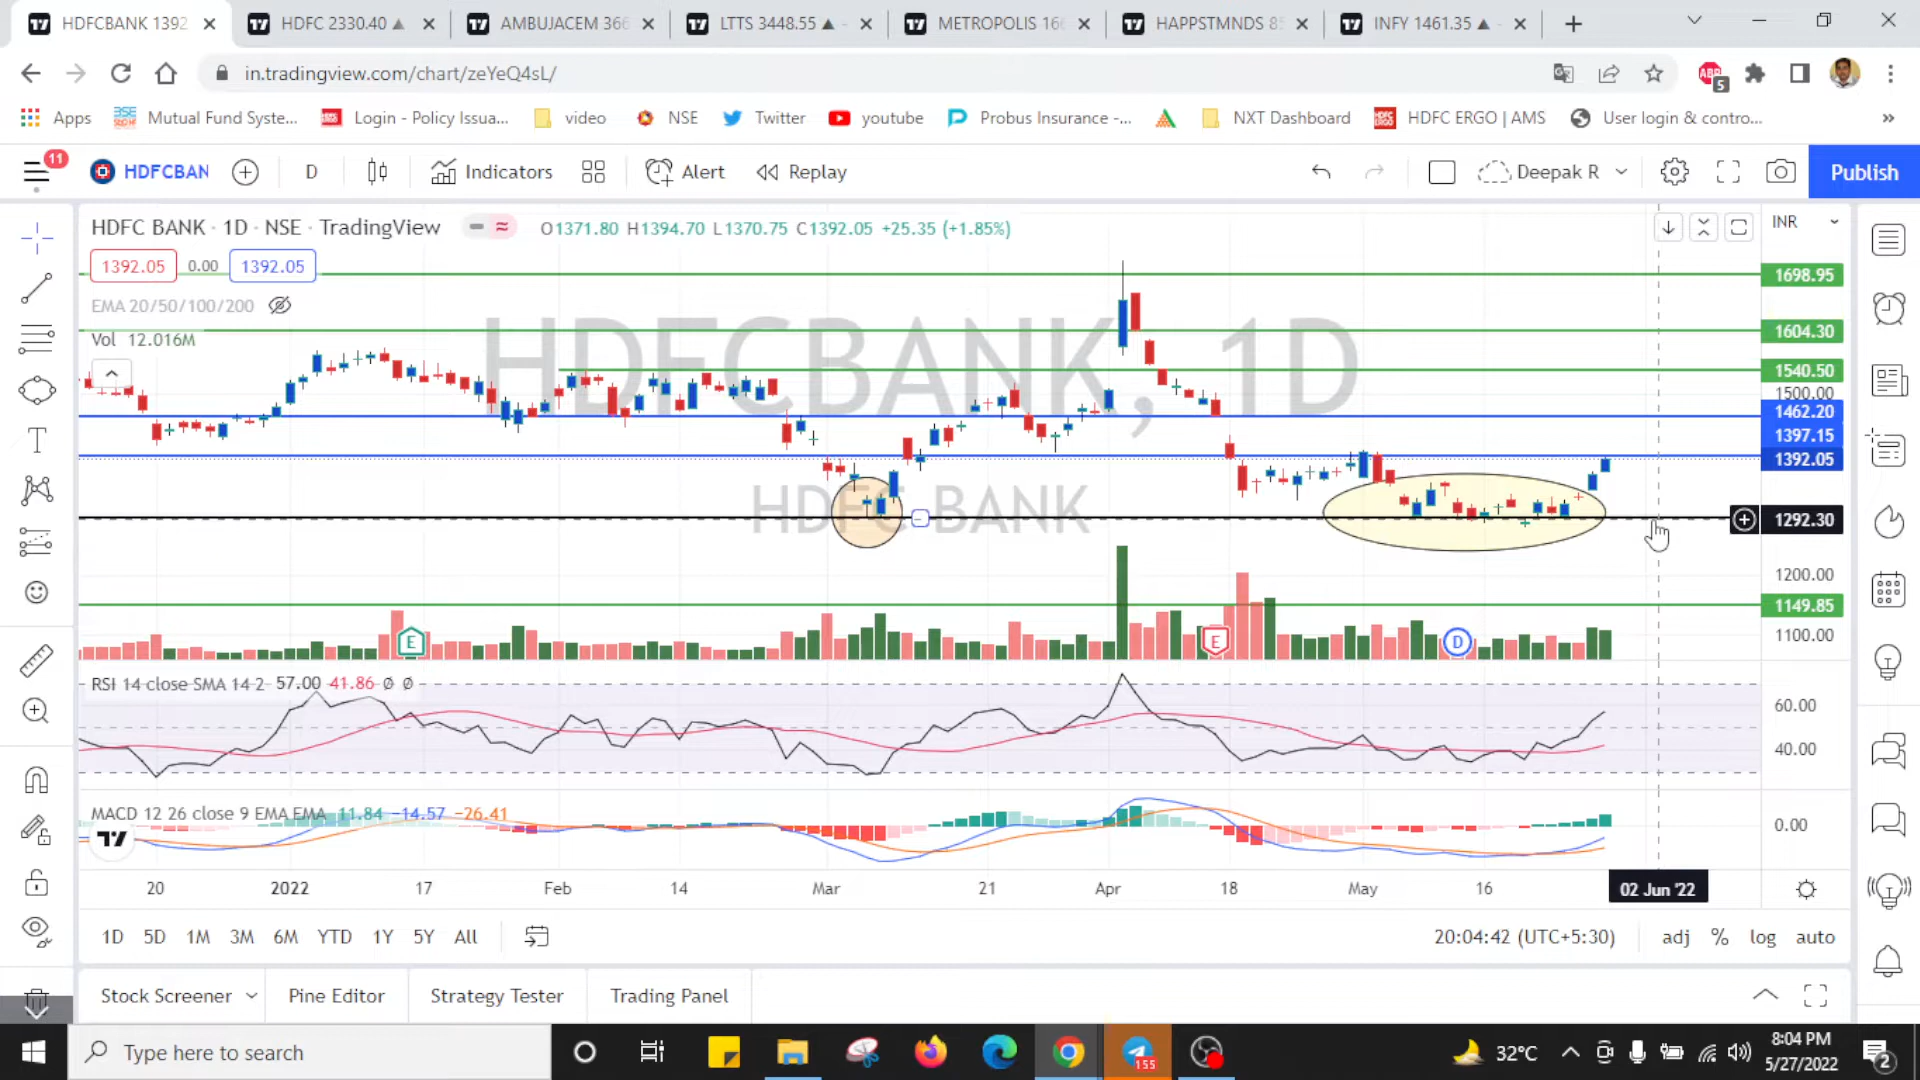 HDFCBANK 1392
HDFC 2330.40 ▲
AMBUJACEM 366
LTTS 3448.55 ▲ -
METROPOLIS 166
HAPPSTMNDS 85
INFY 1461.35 ▲ -
in.tradingview.com/chart/zeYeQ4sL/
ABP 5
Apps
Mutual Fund Syste...
Login - Policy Issua...
video
NSE
Twitter
youtube
Probus Insurance -...
NXT Dashboard
HDFC ERGO | AMS
User login & contro...
»
11
HDFCBAN
D
Indicators
Alert
Replay
Deepak R
Publish
HDFC BANK · 1D · NSE · TradingView
O1371.80 H1394.70 L1370.75 C1392.05 +25.35 (+1.85%)
INR
1392.05 0.00 1392.05
EMA 20/50/100/200
Vol 12.016M
HDFCBANK, 1D
HDFC BANK
1698.95
1604.30
1540.50
1500.00
1462.20
1397.15
1392.05
1292.30
1200.00
1149.85
1100.00
E
E
D
RSI 14 close SMA 14 2 57.00 41.86 Ø Ø
60.00
40.00
MACD 12 26 close 9 EMA EMA 11.84 −14.57 −26.41
0.00
20 2022 17 Feb 14 Mar 21 Apr 18 May 16 02 Jun '22
1D 5D 1M 3M 6M YTD 1Y 5Y All
20:04:42 (UTC+5:30)
adj % log auto
Stock Screener
Pine Editor
Strategy Tester
Trading Panel
Type here to search
155
32°C
8:04 PM
5/27/2022
2